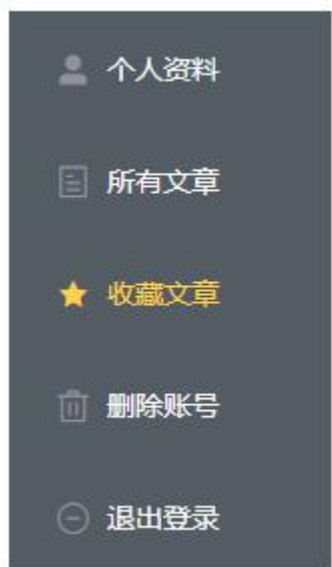 个人资料
所有文章
收藏文章
删除账号
退出登录